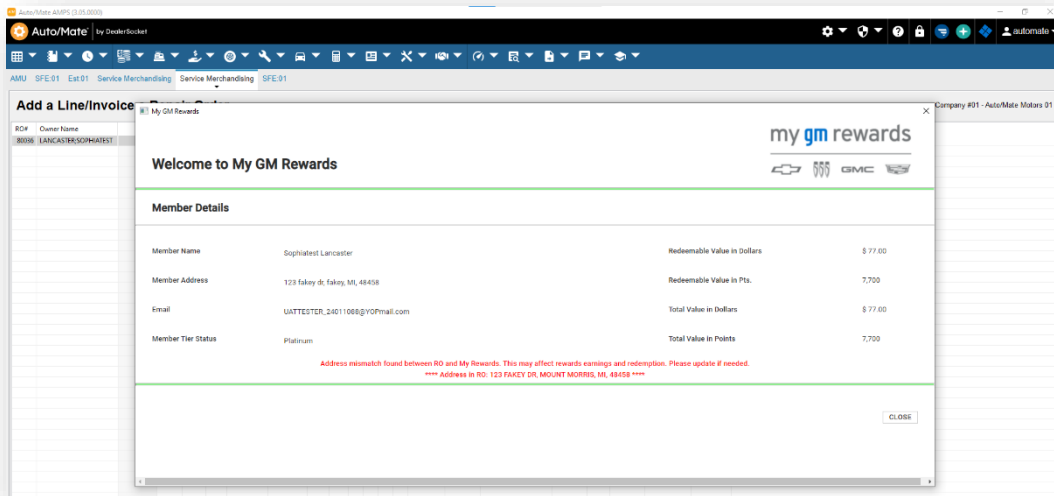 Auto/Mate AMPS (3.05.0000)
Auto/Mate by DealerSocket
automate
AMU SFE:01 Est:01 Service Merchandising Service Merchandising SFE:01
Add a Line/Invoice
Company #01 - Auto/Mate Motors 01
RO# Owner Name
80036 LANCASTER;SOPHIATEST
My GM Rewards
my gm rewards
Welcome to My GM Rewards
GMC
Member Details
Member Name Sophiatest Lancaster Redeemable Value in Dollars $ 77.00
Member Address 123 fakey dr, fakey, MI, 48458 Redeemable Value in Pts. 7,700
Email UATTESTER_24011088@YOPmail.com Total Value in Dollars $ 77.00
Member Tier Status Platinum Total Value in Points 7,700
Address mismatch found between RO and My Rewards. This may affect rewards earnings and redemption. Please update if needed.
**** Address in RO: 123 FAKEY DR, MOUNT MORRIS, MI, 48458 ****
CLOSE